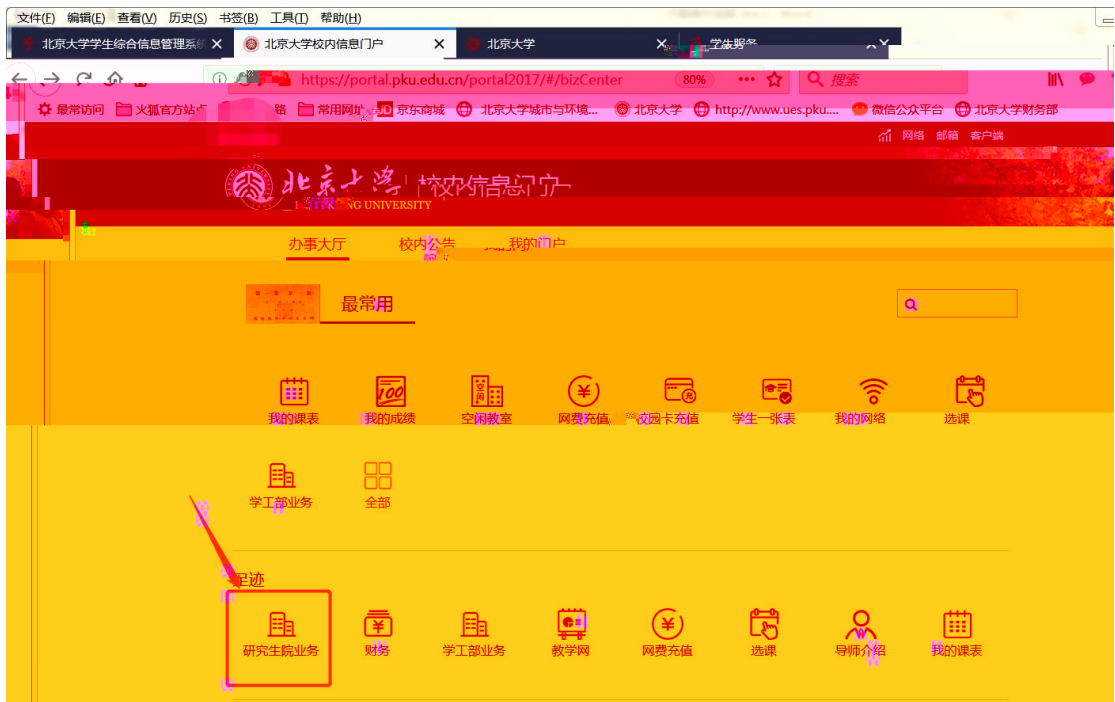 文件(F) 编辑(E) 查看(V) 历史(S) 书签(B) 工具(T) 帮助(H)
北京大学学生综合信息管理系统 北京大学校内信息门户 北京大学
https://portal.pku.edu.cn/portal2017/#/bizCenter 80% 搜索
最常访问 火狐官方站点 常用网址 JD 京东商城 北京大学城市与环境... 北京大学 http://www.ues.pku.... 微信公众平台 北京大学财务部
网络 邮箱 客户端
北京大学 校内信息门户
NG UNIVERSITY
办事大厅 校内公告 我的门户
最常用
我的课表 我的成绩 空闲教室 网费充值 校园卡充值 学生一张表 我的网络 选课
学工部业务 全部
足迹
研究生院业务 财务 学工部业务 教学网 网费充值 选课 导师介绍 我的课表